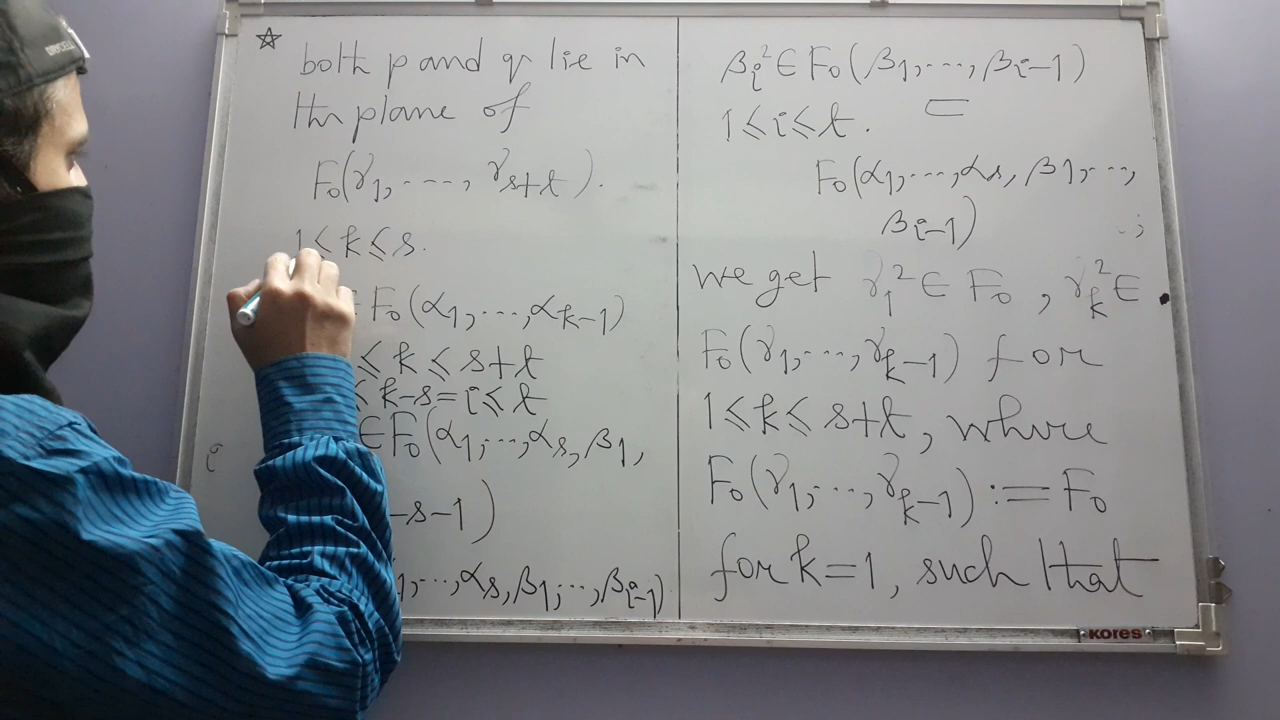 ☆ both p and q lie in
the plane of
F₀(γ₁,----, γₛ₊ₜ).
1≤k≤s.
∈F₀(α₁,...,αₖ₋₁)
≤k≤s+t
≤k-s=i≤t
∈F₀(α₁,...,αₛ,β₁,
i
-s-1)
₁,...,αₛ,β₁,...,βᵢ₋₁)
βᵢ²∈F₀(β₁,...,βᵢ₋₁)
1≤i≤t. ⊂
F₀(α₁,...,αₛ, β₁,...,
βᵢ₋₁) ;
we get γ₁²∈F₀, γₖ²∈
F₀(γ₁,...,γₖ₋₁) for
1≤k≤s+t, where
F₀(γ₁,...,γₖ₋₁):=F₀
for k=1, such that
KORES